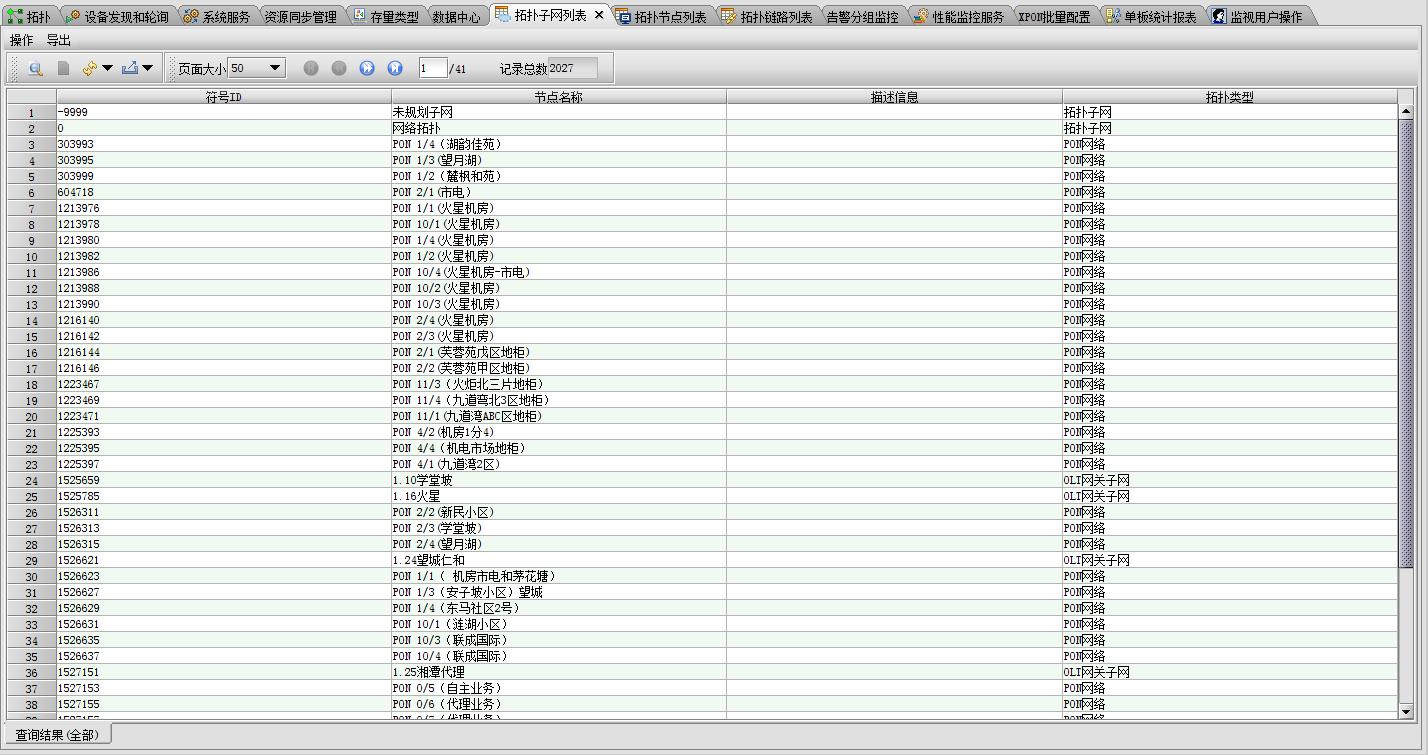 拓扑 设备发现和轮询 系统服务 资源同步管理 存量类型 数据中心 拓扑子网列表 拓扑节点列表 拓扑链路列表 告警分组监控 性能监控服务 XPON批量配置 单板统计报表 监视用户操作
操作 导出
页面大小 50 1 /41 记录总数 2027
符号ID 节点名称 描述信息 拓扑类型
1 -9999 未规划子网 拓扑子网
2 0 网络拓扑 拓扑子网
3 303993 PON 1/4（湖韵佳苑） PON网络
4 303995 PON 1/3(望月湖) PON网络
5 303999 PON 1/2（麓枫和苑） PON网络
6 604718 PON 2/1(市电） PON网络
7 1213976 PON 1/1(火星机房) PON网络
8 1213978 PON 10/1(火星机房) PON网络
9 1213980 PON 1/4(火星机房) PON网络
10 1213982 PON 1/2(火星机房) PON网络
11 1213986 PON 10/4(火星机房-市电) PON网络
12 1213988 PON 10/2(火星机房) PON网络
13 1213990 PON 10/3(火星机房) PON网络
14 1216140 PON 2/4(火星机房) PON网络
15 1216142 PON 2/3(火星机房) PON网络
16 1216144 PON 2/1(芙蓉苑戊区地柜) PON网络
17 1216146 PON 2/2(芙蓉苑甲区地柜) PON网络
18 1223467 PON 11/3（火炬北三片地柜） PON网络
19 1223469 PON 11/4（九道弯北3区地柜） PON网络
20 1223471 PON 11/1(九道湾ABC区地柜) PON网络
21 1225393 PON 4/2(机房1分4) PON网络
22 1225395 PON 4/4（机电市场地柜） PON网络
23 1225397 PON 4/1(九道湾2区) PON网络
24 1525659 1.10学堂坡 OLT网关子网
25 1525785 1.16火星 OLT网关子网
26 1526311 PON 2/2(新民小区) PON网络
27 1526313 PON 2/3(学堂坡) PON网络
28 1526315 PON 2/4(望月湖) PON网络
29 1526621 1.24望城仁和 OLT网关子网
30 1526623 PON 1/1（ 机房市电和茅花塘） PON网络
31 1526627 PON 1/3（安子坡小区）望城 PON网络
32 1526629 PON 1/4（东马社区2号） PON网络
33 1526631 PON 10/1（涟湖小区） PON网络
34 1526635 PON 10/3（联成国际） PON网络
35 1526637 PON 10/4（联成国际） PON网络
36 1527151 1.25湘潭代理 OLT网关子网
37 1527153 PON 0/5（自主业务） PON网络
38 1527155 PON 0/6（代理业务） PON网络
查询结果(全部)